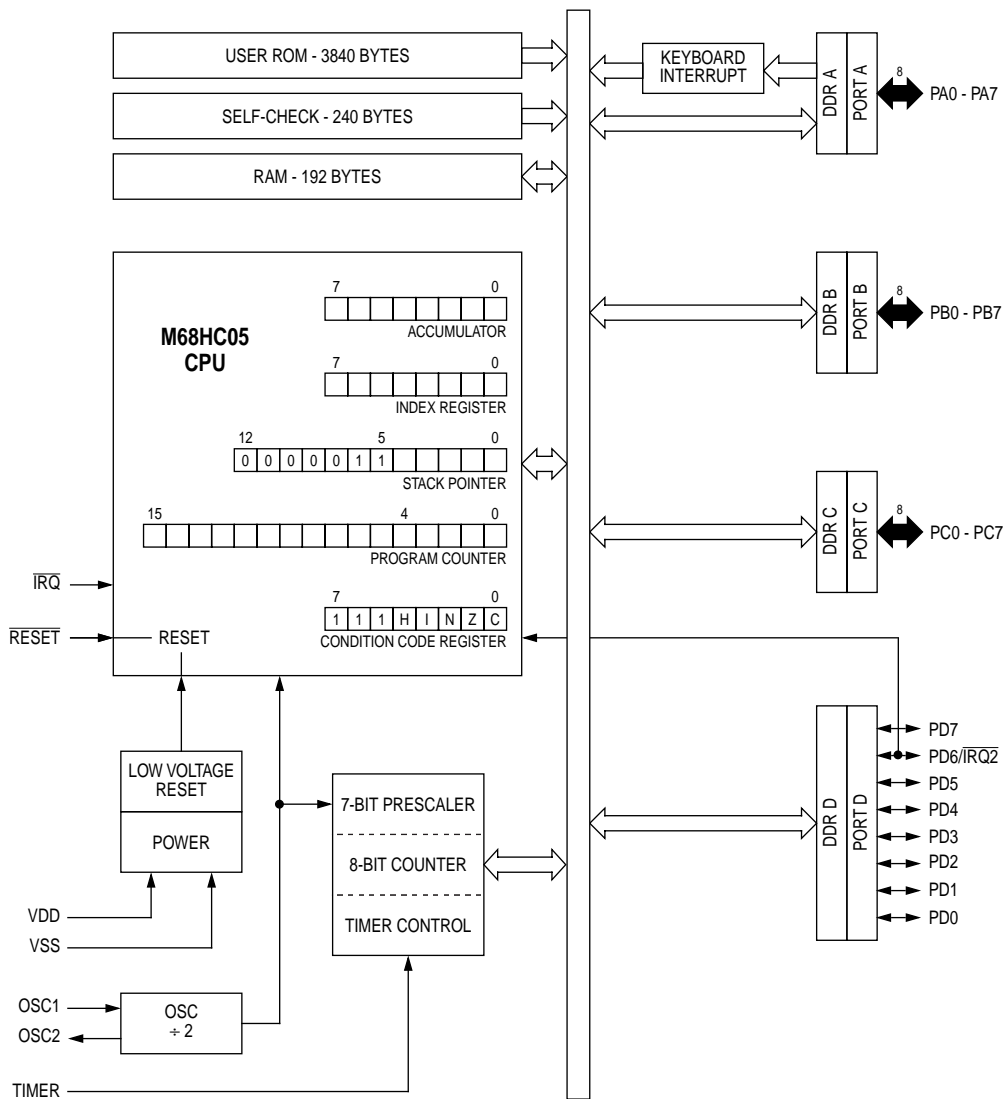 USER ROM - 3840 BYTES
SELF-CHECK - 240 BYTES
RAM - 192 BYTES
KEYBOARD
INTERRUPT
DDR A
PORT A
8
PA0 - PA7
M68HC05
CPU
7 0
ACCUMULATOR
7 0
INDEX REGISTER
12 5 0
0 0 0 0 0 1 1
STACK POINTER
15 4 0
PROGRAM COUNTER
7 0
1 1 1 H I N Z C
CONDITION CODE REGISTER
IRQ
RESET
RESET
DDR B
PORT B
8
PB0 - PB7
DDR C
PORT C
8
PC0 - PC7
LOW VOLTAGE
RESET
POWER
VDD
VSS
OSC1
OSC2
OSC
÷ 2
TIMER
7-BIT PRESCALER
8-BIT COUNTER
TIMER CONTROL
DDR D
PORT D
PD7
PD6/IRQ2
PD5
PD4
PD3
PD2
PD1
PD0